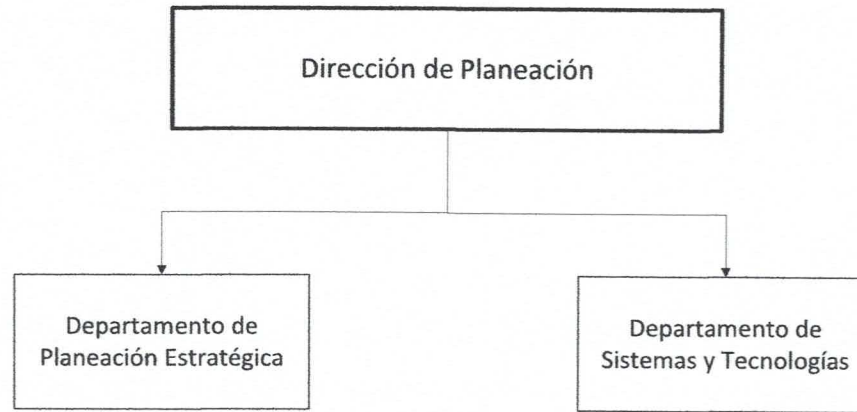 Dirección de Planeación
Departamento de
Planeación Estratégica
Departamento de
Sistemas y Tecnologías